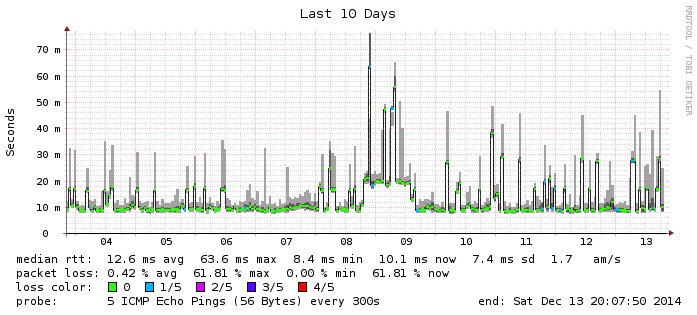 Last 10 Days
RRDTOOL / TOBI OETIKER
Seconds
70 m
60 m
50 m
40 m
30 m
20 m
10 m
0
04 05 06 07 08 09 10 11 12 13
median rtt: 12.6 ms avg 63.6 ms max 8.4 ms min 10.1 ms now 7.4 ms sd 1.7 am/s
packet loss: 0.42 % avg 61.81 % max 0.00 % min 61.81 % now
loss color: 0 1/5 2/5 3/5 4/5
probe: 5 ICMP Echo Pings (56 Bytes) every 300s end: Sat Dec 13 20:07:50 2014